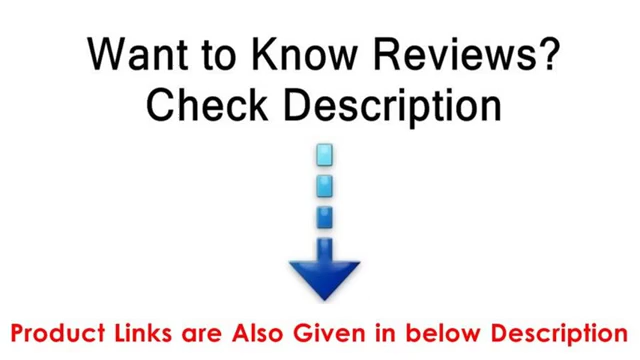 Want to Know Reviews?
Check Description
Product Links are Also Given in below Description